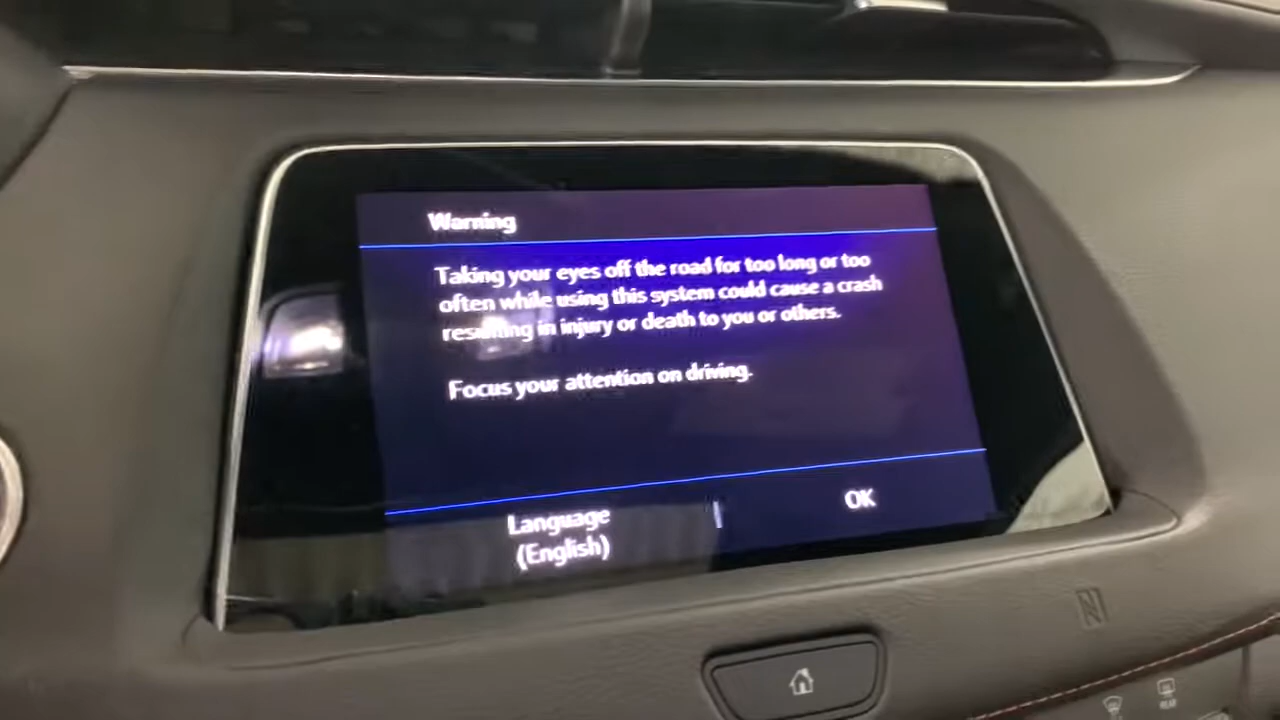 Warning
Taking your eyes off the road for too long or too
often while using this system could cause a crash
resulting in injury or death to you or others.
Focus your attention on driving.
Language
(English)
OK
REAR